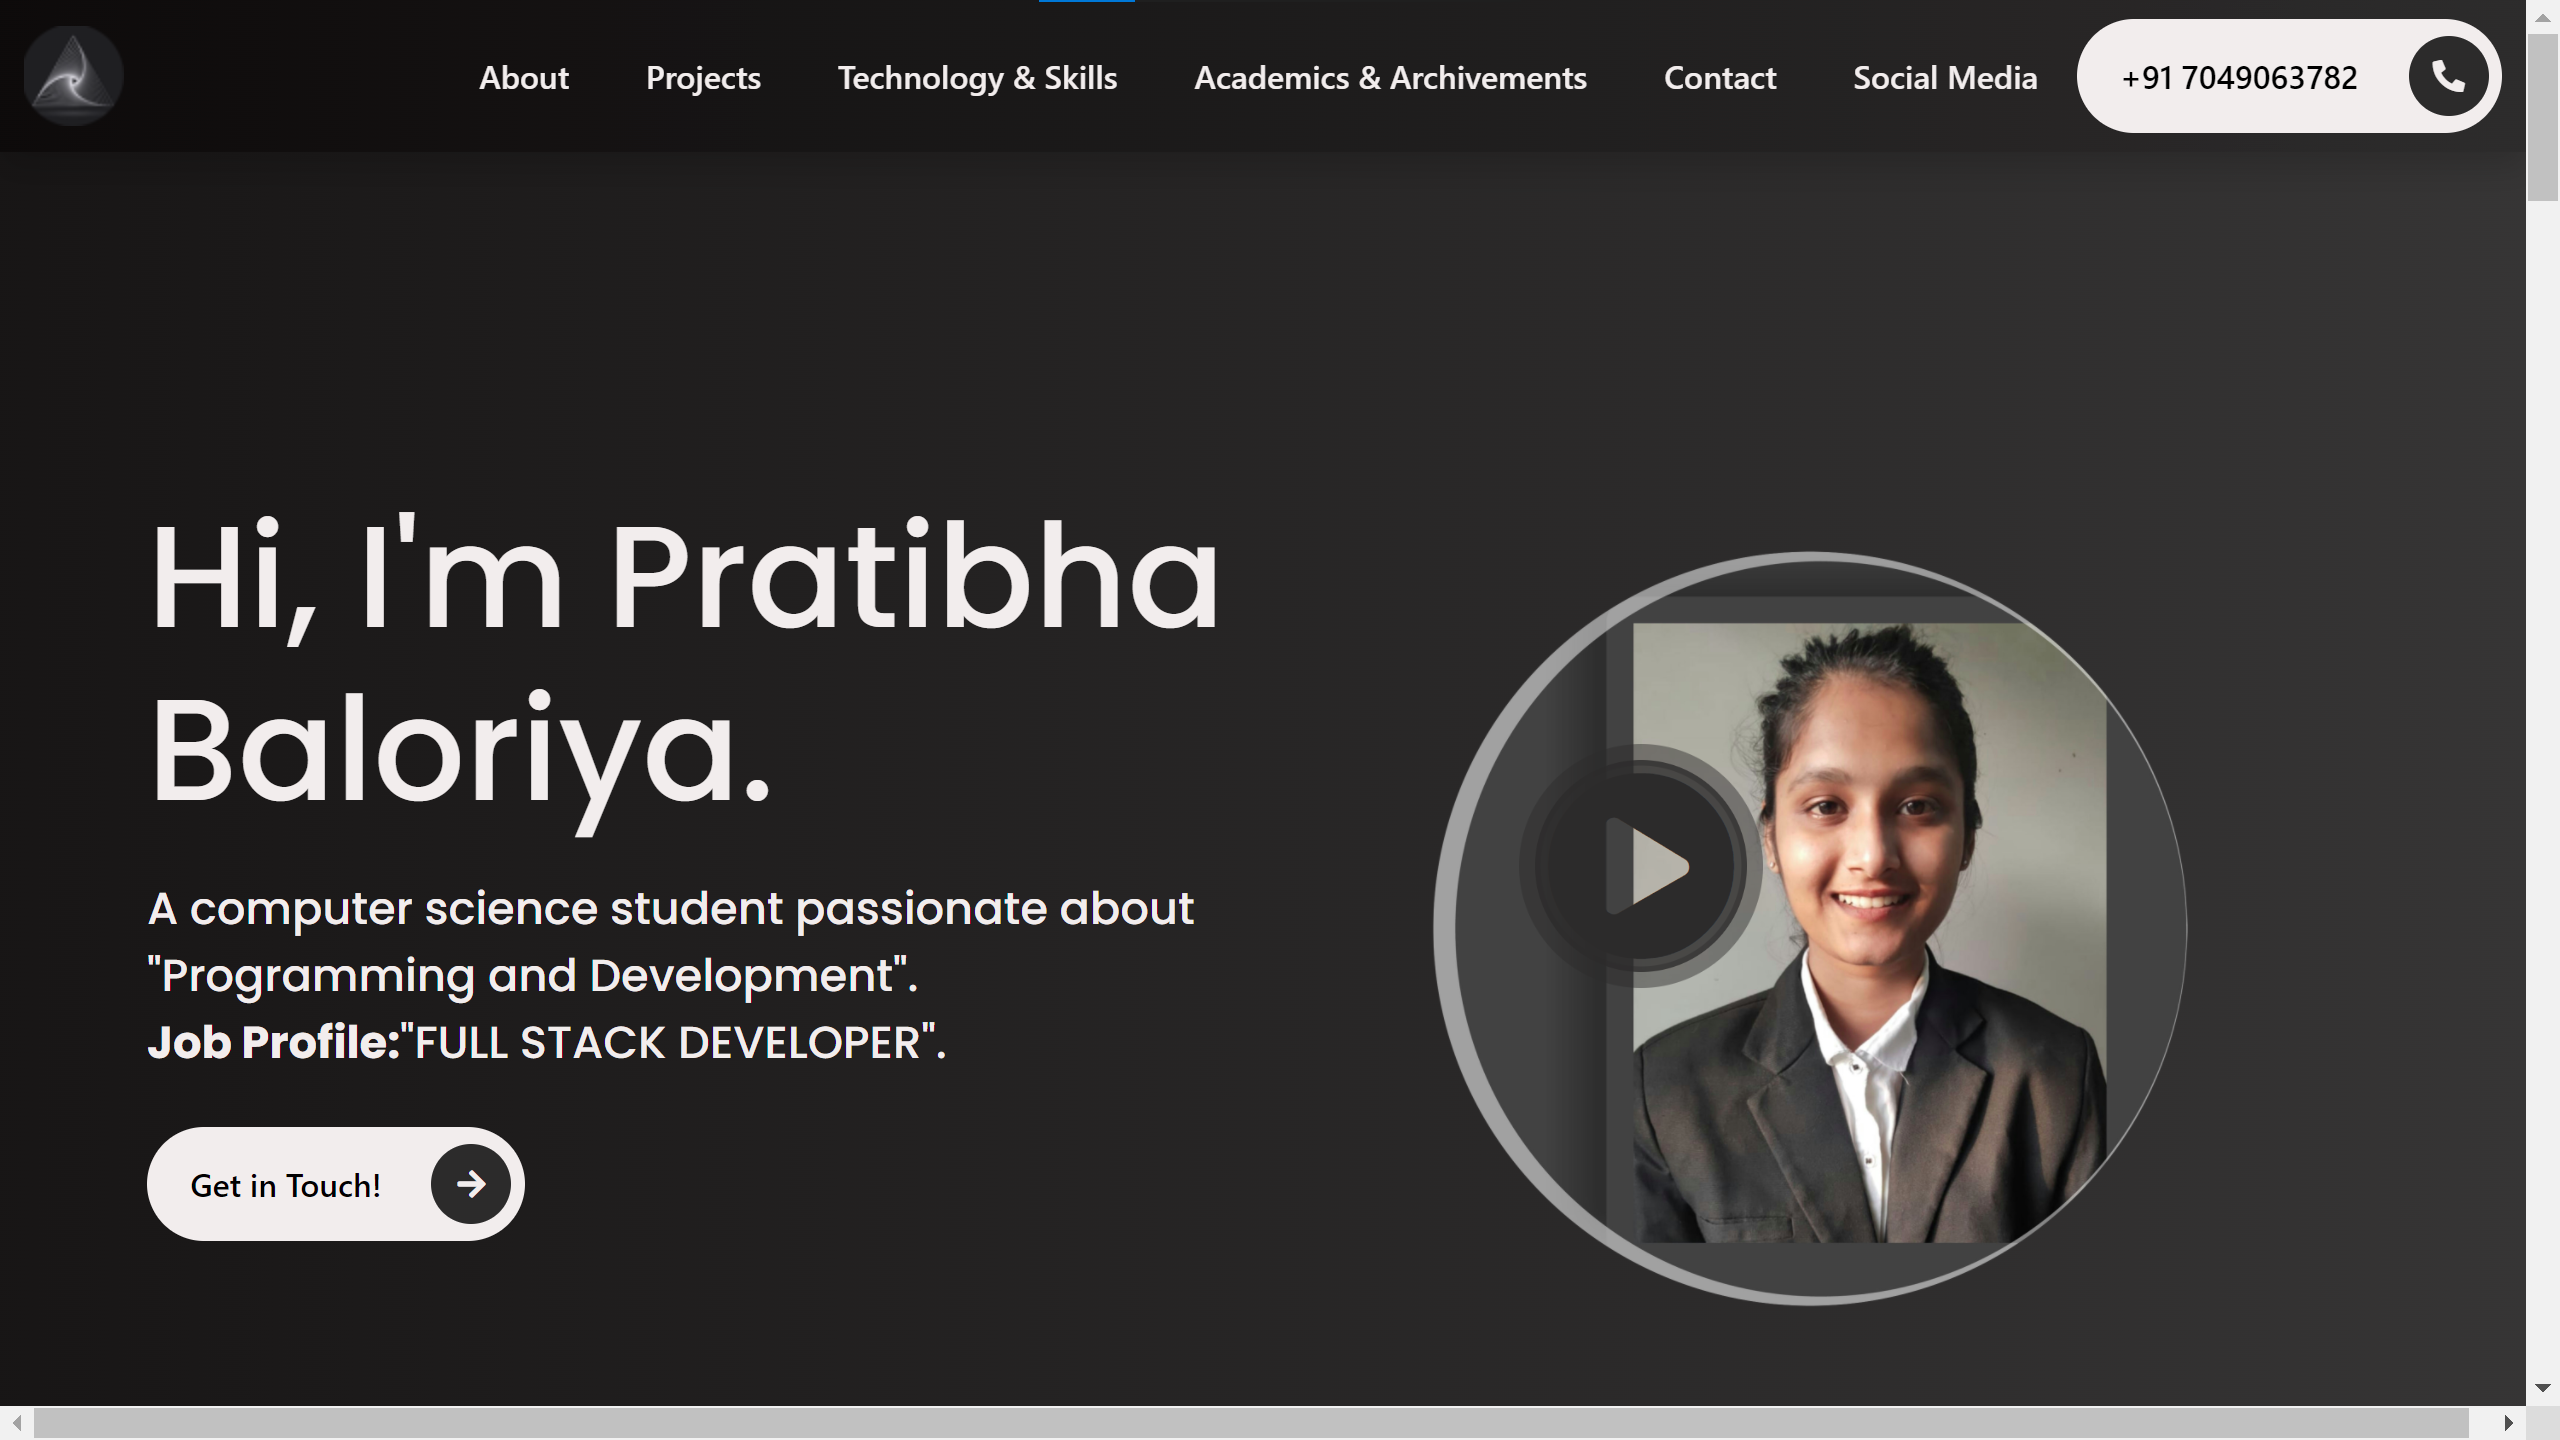 About
Projects
Technology & Skills
Academics & Archivements
Contact
Social Media
+91 7049063782
Hi, I'm Pratibha
Baloriya.
A computer science student passionate about
"Programming and Development".
Job Profile:"FULL STACK DEVELOPER".
Get in Touch!